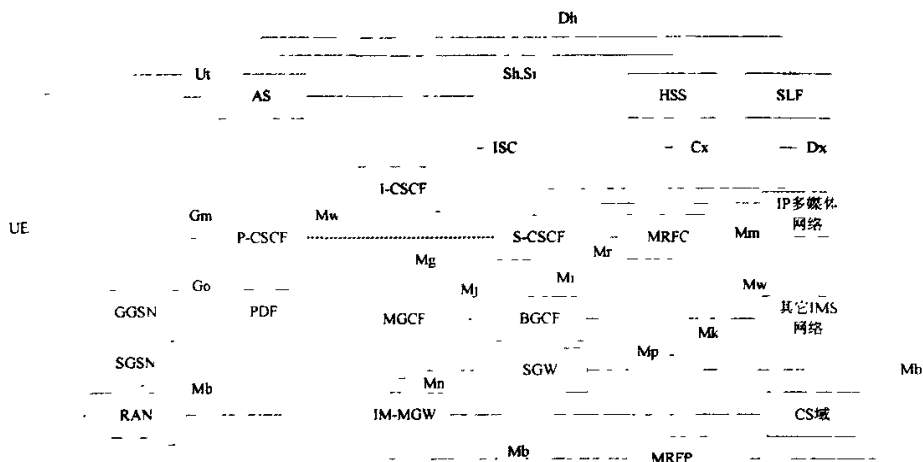 Dh
Ut
Sh,Si
AS
HSS
SLF
ISC
Cx
Dx
I-CSCF
UE
Gm
Mw
IP多媒体
网络
P-CSCF
S-CSCF
MRFC
Mm
Mr
Mg
Mi
Go
Mj
Mw
GGSN
PDF
MGCF
BGCF
其它IMS
网络
Mk
SGSN
SGW
Mp
Mb
Mb
Mn
RAN
IM-MGW
CS域
Mb
MRFP